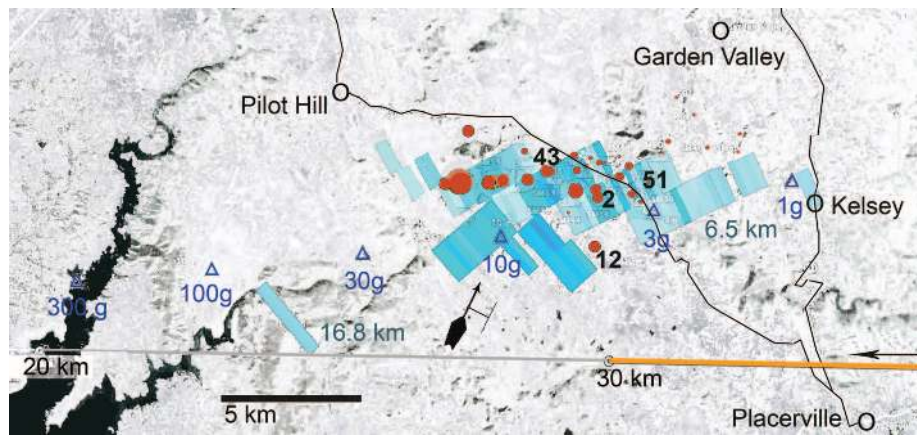 Garden Valley
Pilot Hill
43
51
2
1g
Kelsey
3g
6.5 km
12
10g
30g
100g
300 g
16.8 km
20 km
30 km
5 km
Placerville